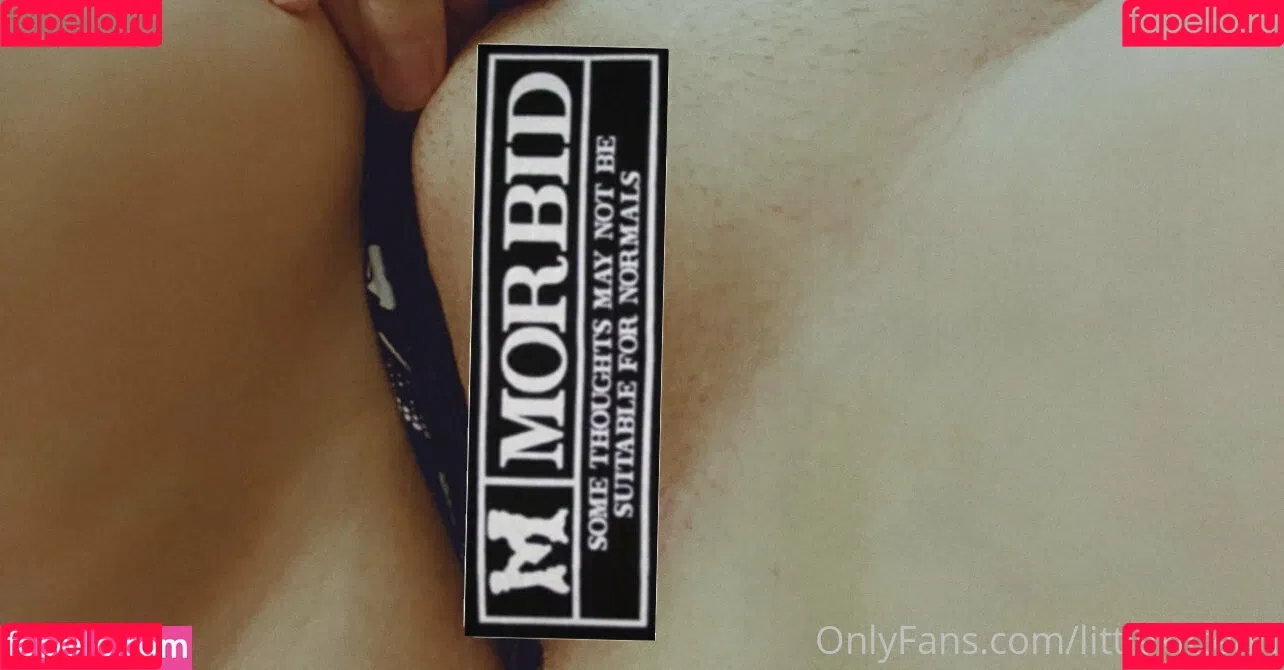 fapello.ru
fapello.ru
M MORBID
SOME THOUGHTS MAY NOT BE
SUITABLE FOR NORMALS
OnlyFans.com/litt
fapello.ru
m
fapello.ru